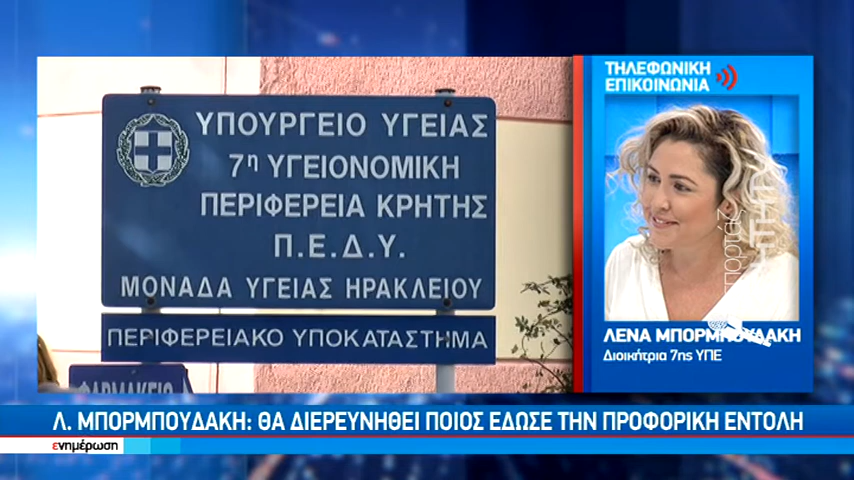 ΥΠΟΥΡΓΕΙΟ ΥΓΕΙΑΣ
7η ΥΓΕΙΟΝΟΜΙΚΗ
ΠΕΡΙΦΕΡΕΙΑ ΚΡΗΤΗΣ
Π.Ε.Δ.Υ.
ΜΟΝΑΔΑ ΥΓΕΙΑΣ ΗΡΑΚΛΕΙΟΥ
ΠΕΡΙΦΕΡΕΙΑΚΟ ΥΠΟΚΑΤΑΣΤΗΜΑ
ΦΑΡΜΑΚΕΙΟ
ΤΗΛΕΦΩΝΙΚΗ
ΕΠΙΚΟΙΝΩΝΙΑ
ΛΕΝΑ ΜΠΟΡΜΠΟΥΔΑΚΗ
Διοικήτρια 7ης ΥΠΕ
Λ. ΜΠΟΡΜΠΟΥΔΑΚΗ: ΘΑ ΔΙΕΡΕΥΝΗΘΕΙ ΠΟΙΟΣ ΕΔΩΣΕ ΤΗΝ ΠΡΟΦΟΡΙΚΗ ΕΝΤΟΛΗ
ενημέρωση